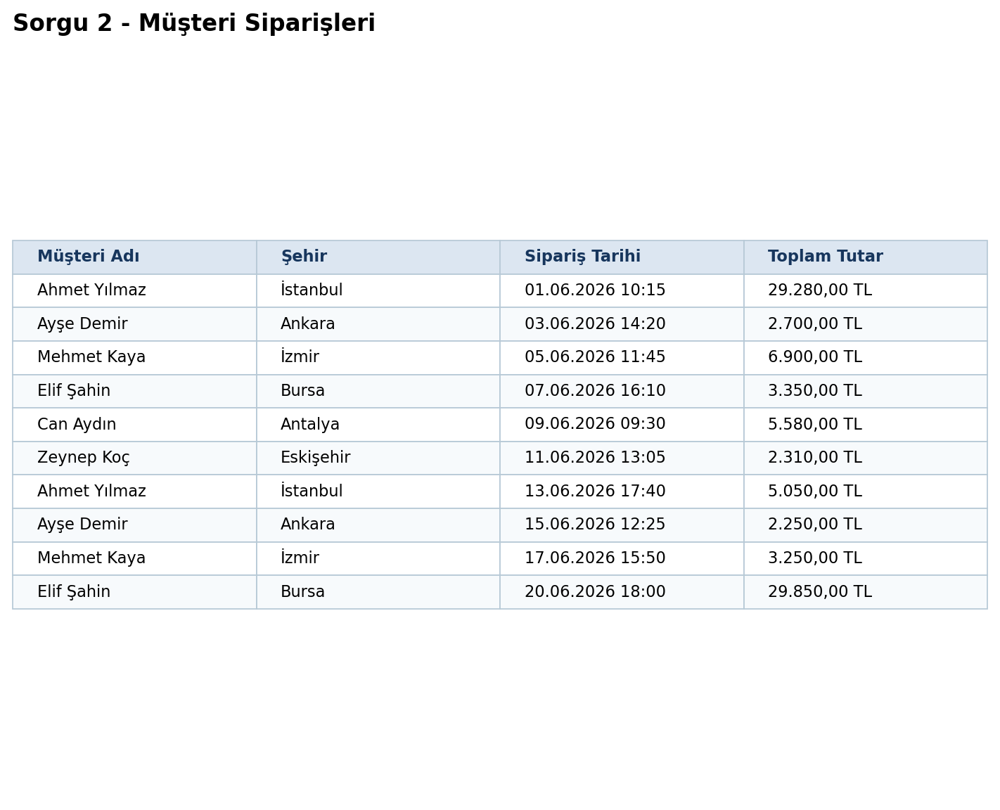 Sorgu 2 - Müşteri Siparişleri
Müşteri Adı Şehir Sipariş Tarihi Toplam Tutar
Ahmet Yılmaz İstanbul 01.06.2026 10:15 29.280,00 TL
Ayşe Demir Ankara 03.06.2026 14:20 2.700,00 TL
Mehmet Kaya İzmir 05.06.2026 11:45 6.900,00 TL
Elif Şahin Bursa 07.06.2026 16:10 3.350,00 TL
Can Aydın Antalya 09.06.2026 09:30 5.580,00 TL
Zeynep Koç Eskişehir 11.06.2026 13:05 2.310,00 TL
Ahmet Yılmaz İstanbul 13.06.2026 17:40 5.050,00 TL
Ayşe Demir Ankara 15.06.2026 12:25 2.250,00 TL
Mehmet Kaya İzmir 17.06.2026 15:50 3.250,00 TL
Elif Şahin Bursa 20.06.2026 18:00 29.850,00 TL